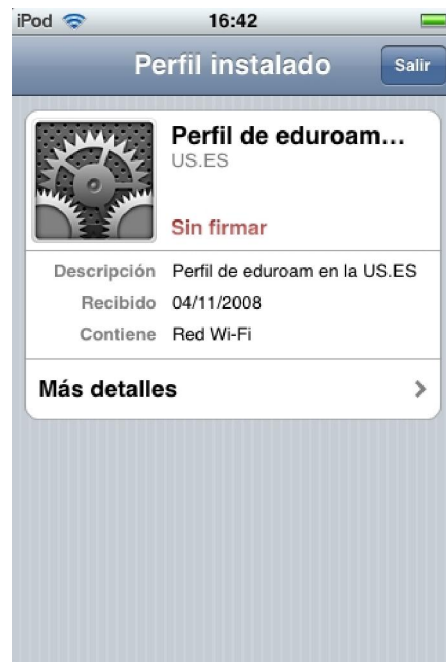 iPod 16:42
Perfil instalado Salir
Perfil de eduroam...
US.ES
Sin firmar
Descripción Perfil de eduroam en la US.ES
Recibido 04/11/2008
Contiene Red Wi-Fi
Más detalles